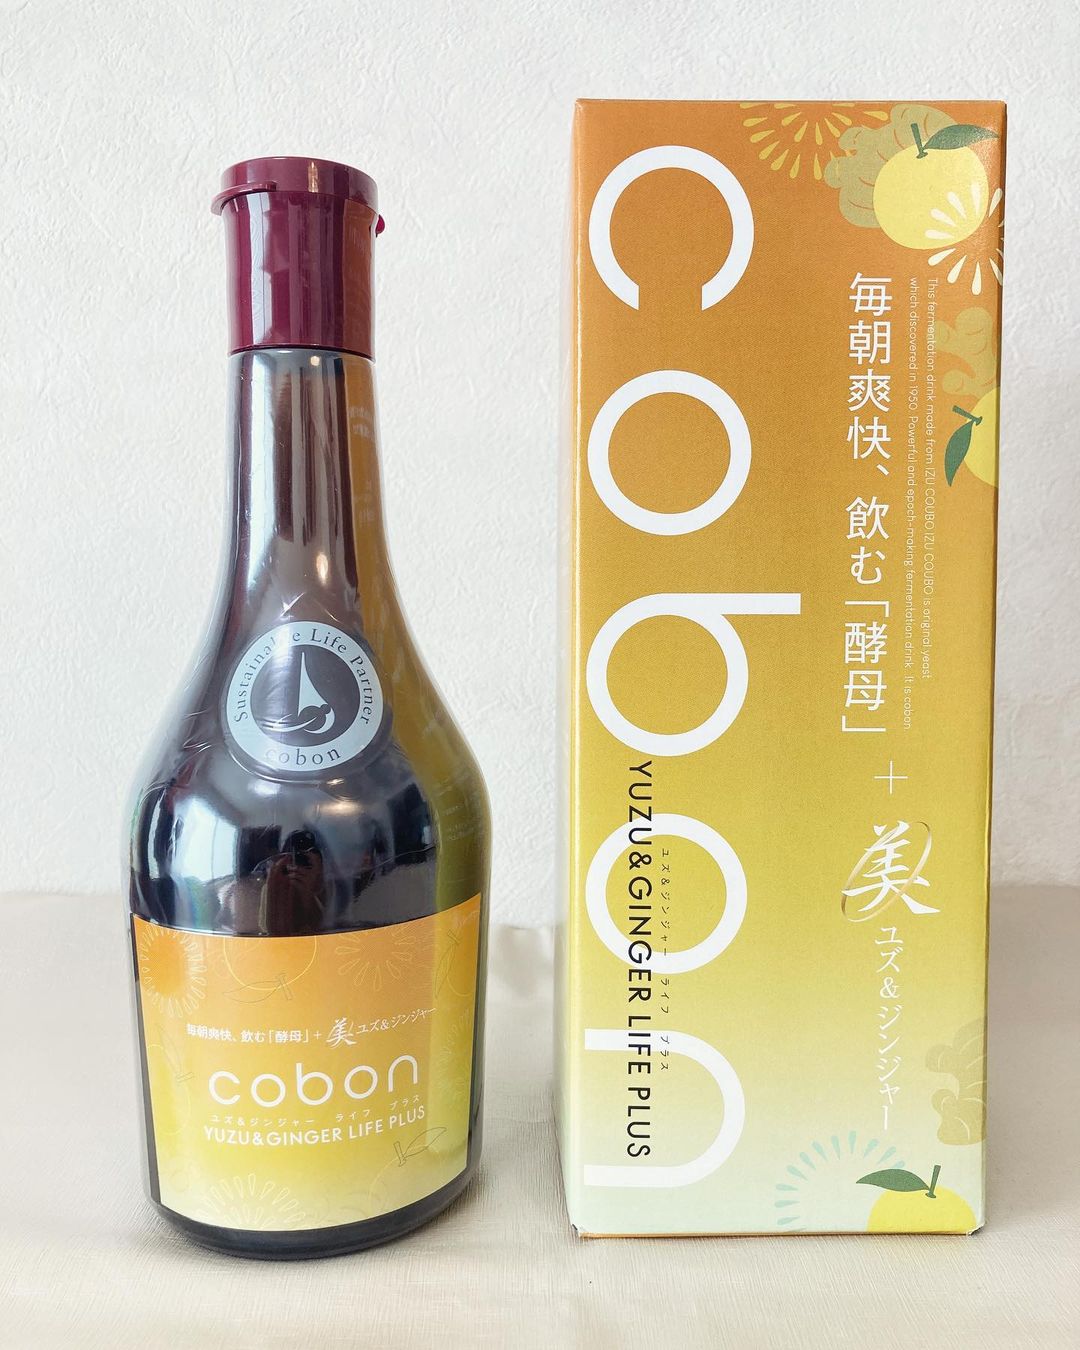 Sustainable Life Partner
cobon
毎朝爽快、飲む「酵母」+ 美 ユズ&ジンジャー
cobon
ユズ&ジンジャー ライフ プラス
YUZU&GINGER LIFE PLUS
This fermentation drink made from IZU COUBO. IZU COUBO is original yeast
which discovered in 1950. Powerful and epoch-making fermentation drink. It is cobon.
毎朝爽快、飲む「酵母」+ 美 ユズ&ジンジャー
cobon
ユズ&ジンジャー ライフ プラス
YUZU&GINGER LIFE PLUS